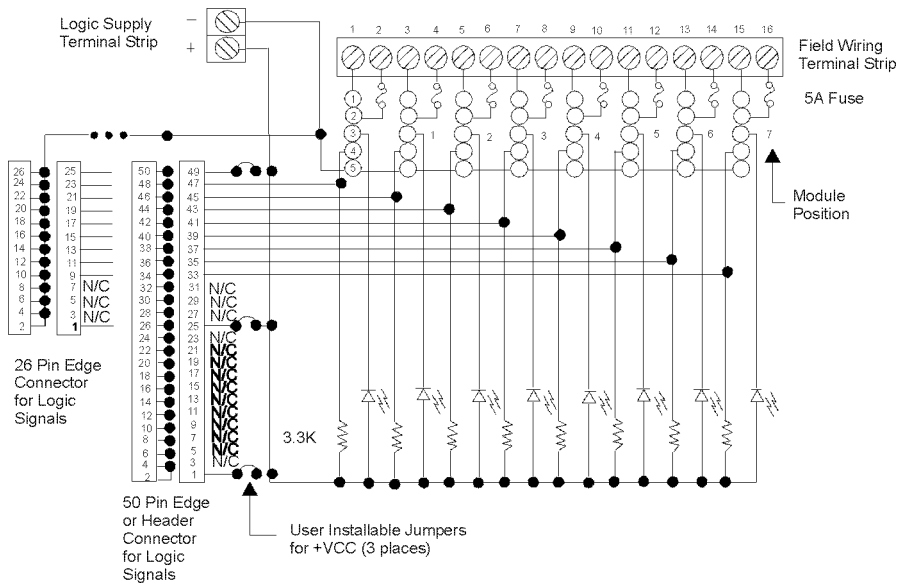 Logic Supply
Terminal Strip
−
+
1 2 3 4 5 6 7 8 9 10 11 12 13 14 15 16
Field Wiring
Terminal Strip
5A Fuse
1
2
3
4
5
1 2 3 4 5 6 7
Module
Position
26
24
22
20
18
16
14
12
10
8
6
4
2
25
23
21
19
17
15
13
11
9
7 N/C
5 N/C
3 N/C
1
50
48
46
44
42
40
38
36
34
32
30
28
26
24
22
20
18
16
14
12
10
8
6
4
2
49
47
45
43
41
39
37
35
33
31 N/C
29 N/C
27 N/C
25
23 N/C
21 N/C
19 N/C
17 N/C
15 N/C
13 N/C
11 N/C
9 N/C
7 N/C
5 N/C
3 N/C
1
3.3K
26 Pin Edge
Connector
for Logic
Signals
50 Pin Edge
or Header
Connector
for Logic
Signals
User Installable Jumpers
for +VCC (3 places)